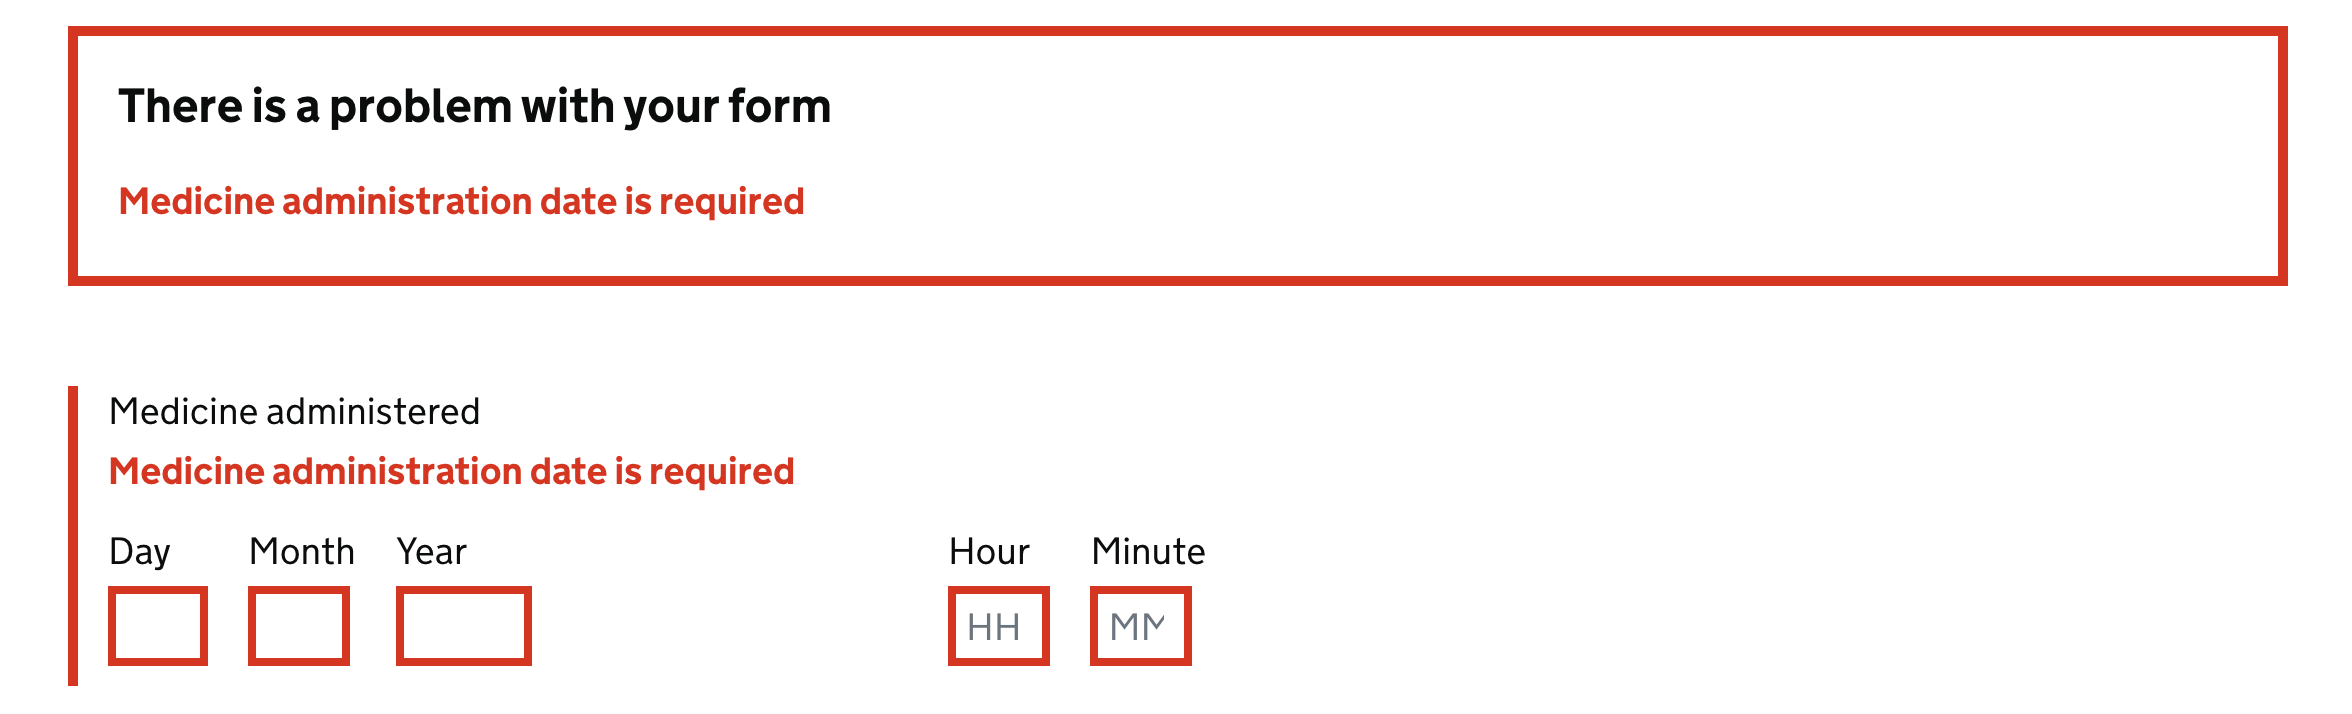 There is a problem with your form
Medicine administration date is required
Medicine administered
Medicine administration date is required
Day Month Year Hour Minute
HH MM